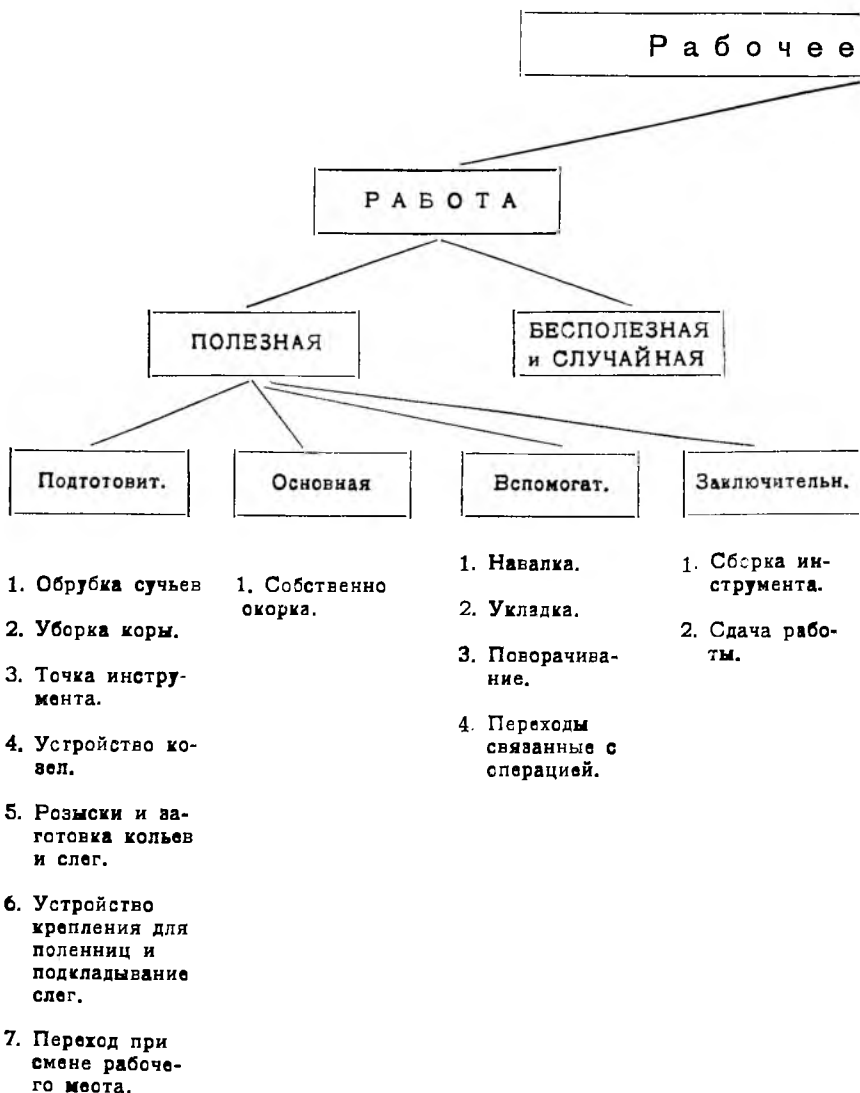 Рабочее
РАБОТА
ПОЛЕЗНАЯ
БЕСПОЛЕЗНАЯ
и СЛУЧАЙНАЯ
Подтотовит.
Основная
Вспомогат.
Заключительн.
1. Обрубка сучьев
2. Уборка коры.
3. Точка инстру-
мента.
4. Устройство ко-
зел.
5. Розыски и за-
готовка кольев
и слег.
6. Устройство
крепления для
поленниц и
подкладывание
слег.
7. Переход при
смене рабоче-
го места.
1. Собственно
окорка.
1. Навалка.
2. Укладка.
3. Поворачива-
ние.
4. Переходы
связанные с
операцией.
1. Сборка ин-
струмента.
2. Сдача рабо-
ты.